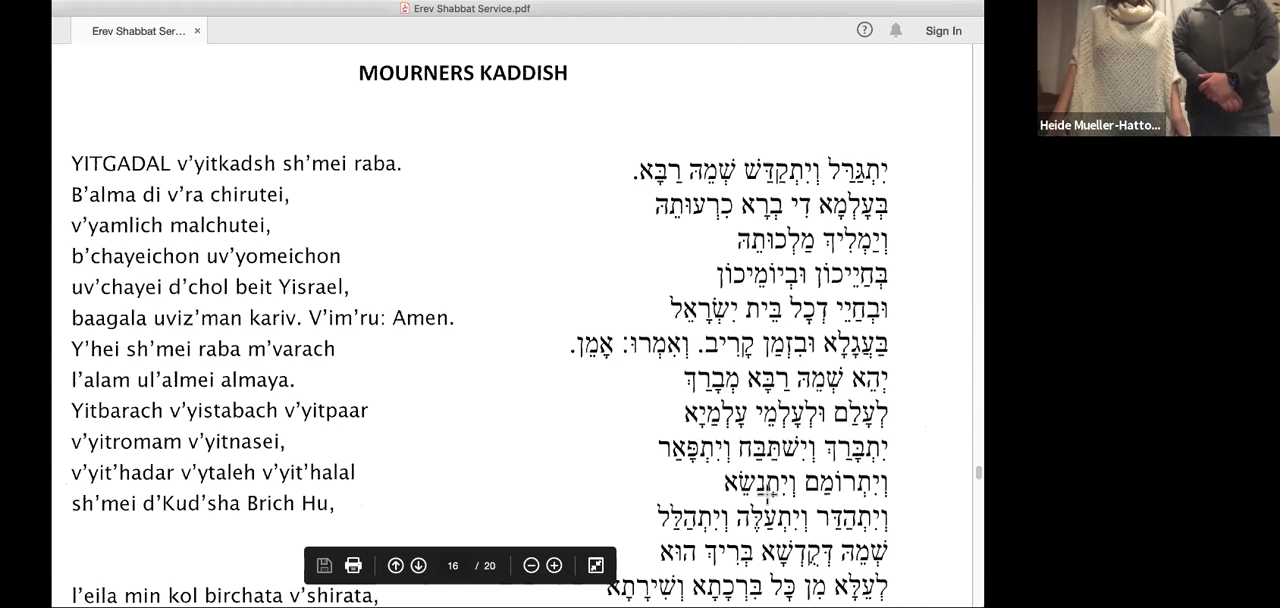 Erev Shabbat Service.pdf
Erev Shabbat Ser... ×
Sign In
Heide Mueller-Hatto...
MOURNERS KADDISH
YITGADAL v’yitkadsh sh’mei raba.
B’alma di v’ra chirutei,
v’yamlich malchutei,
b’chayeichon uv’yomeichon
uv’chayei d’chol beit Yisrael,
baagala uviz’man kariv. V’im’ru: Amen.
Y’hei sh’mei raba m’varach
l’alam ul’almei almaya.
Yitbarach v’yistabach v’yitpaar
v’yitromam v’yitnasei,
v’yit’hadar v’ytaleh v’yit’halal
sh’mei d’Kud’sha Brich Hu,
l’eila min kol birchata v’shirata,
יִתְגַּדַּל וְיִתְקַדַּשׁ שְׁמֵהּ רַבָּא.
בְּעָלְמָא דִי בְרָא כִרְעוּתֵהּ
וְיַמְלִיךְ מַלְכוּתֵהּ
בְּחַיֵּיכוֹן וּבְיוֹמֵיכוֹן
וּבְחַיֵּי דְכָל בֵּית יִשְׂרָאֵל
בַּעֲגָלָא וּבִזְמַן קָרִיב. וְאִמְרוּ: אָמֵן.
יְהֵא שְׁמֵהּ רַבָּא מְבָרַךְ
לְעָלַם וּלְעָלְמֵי עָלְמַיָּא
יִתְבָּרַךְ וְיִשְׁתַּבַּח וְיִתְפָּאַר
וְיִתְרוֹמַם וְיִתְנַשֵּׂא
וְיִתְהַדַּר וְיִתְעַלֶּה וְיִתְהַלַּל
שְׁמֵהּ דְּקֻדְשָׁא בְּרִיךְ הוּא
לְעֵלָּא מִן כָּל בִּרְכָתָא וְשִׁירָתָא
16 / 20